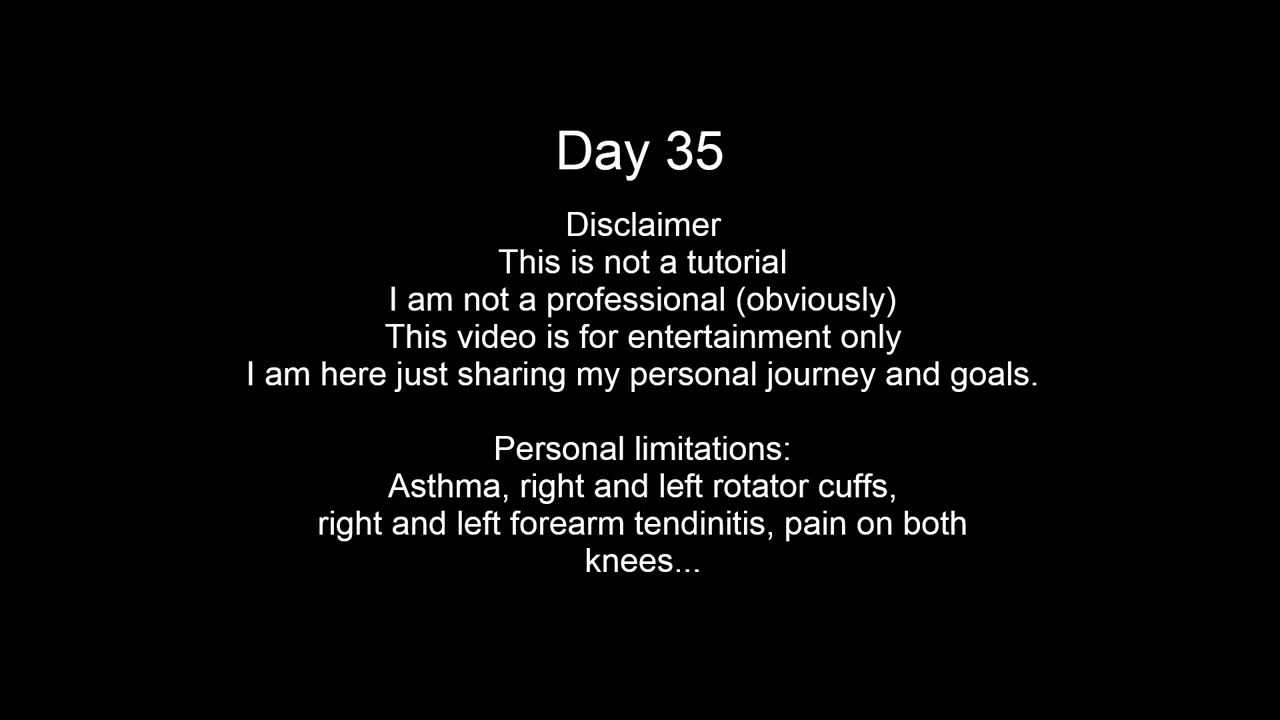 Day 35
Disclaimer
This is not a tutorial
I am not a professional (obviously)
This video is for entertainment only
I am here just sharing my personal journey and goals.
Personal limitations:
Asthma, right and left rotator cuffs,
right and left forearm tendinitis, pain on both
knees...